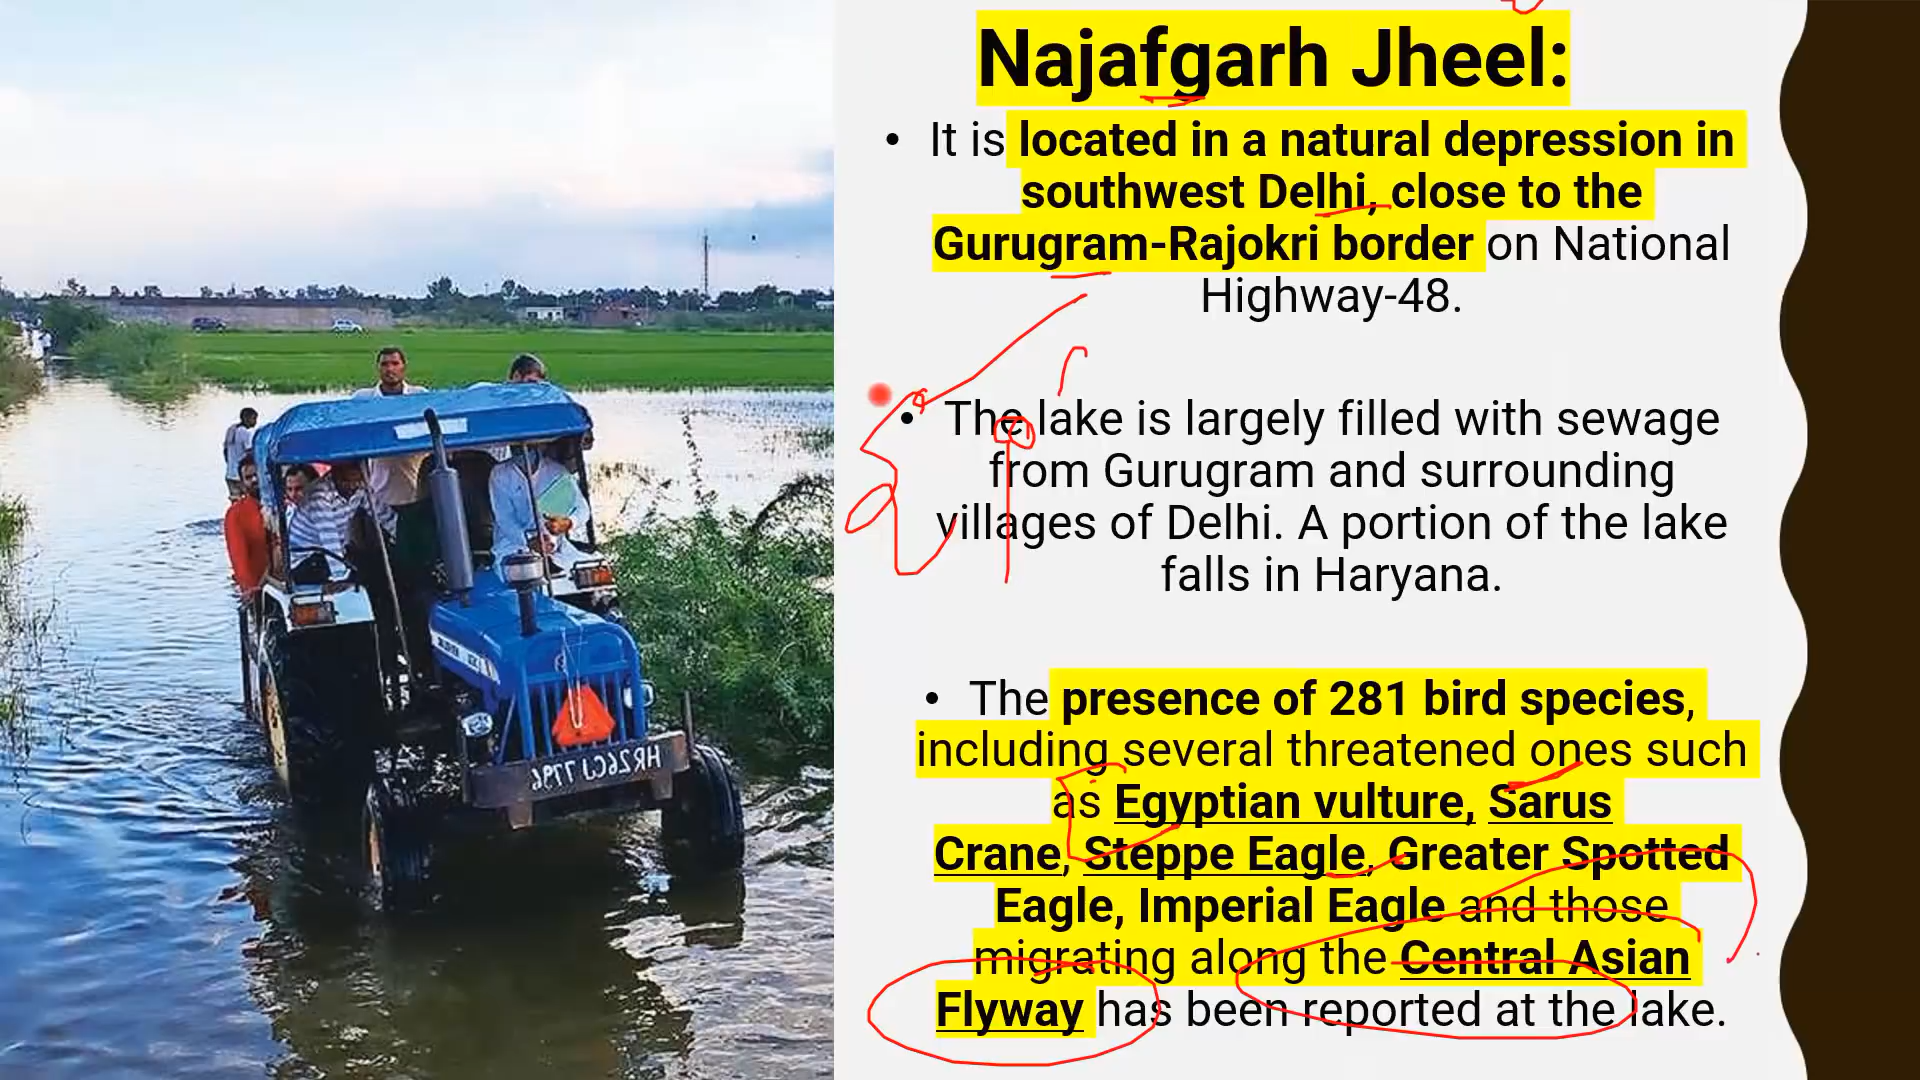 Najafgarh Jheel:
• It is located in a natural depression in
southwest Delhi, close to the
Gurugram-Rajokri border on National
Highway-48.
• The lake is largely filled with sewage
from Gurugram and surrounding
villages of Delhi. A portion of the lake
falls in Haryana.
• The presence of 281 bird species,
including several threatened ones such
as Egyptian vulture, Sarus
Crane, Steppe Eagle, Greater Spotted
Eagle, Imperial Eagle and those
migrating along the Central Asian
Flyway has been reported at the lake.
HR26CJ7796